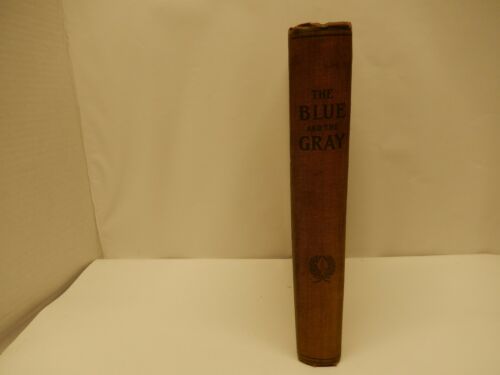 THE
BLUE
AND THE
GRAY